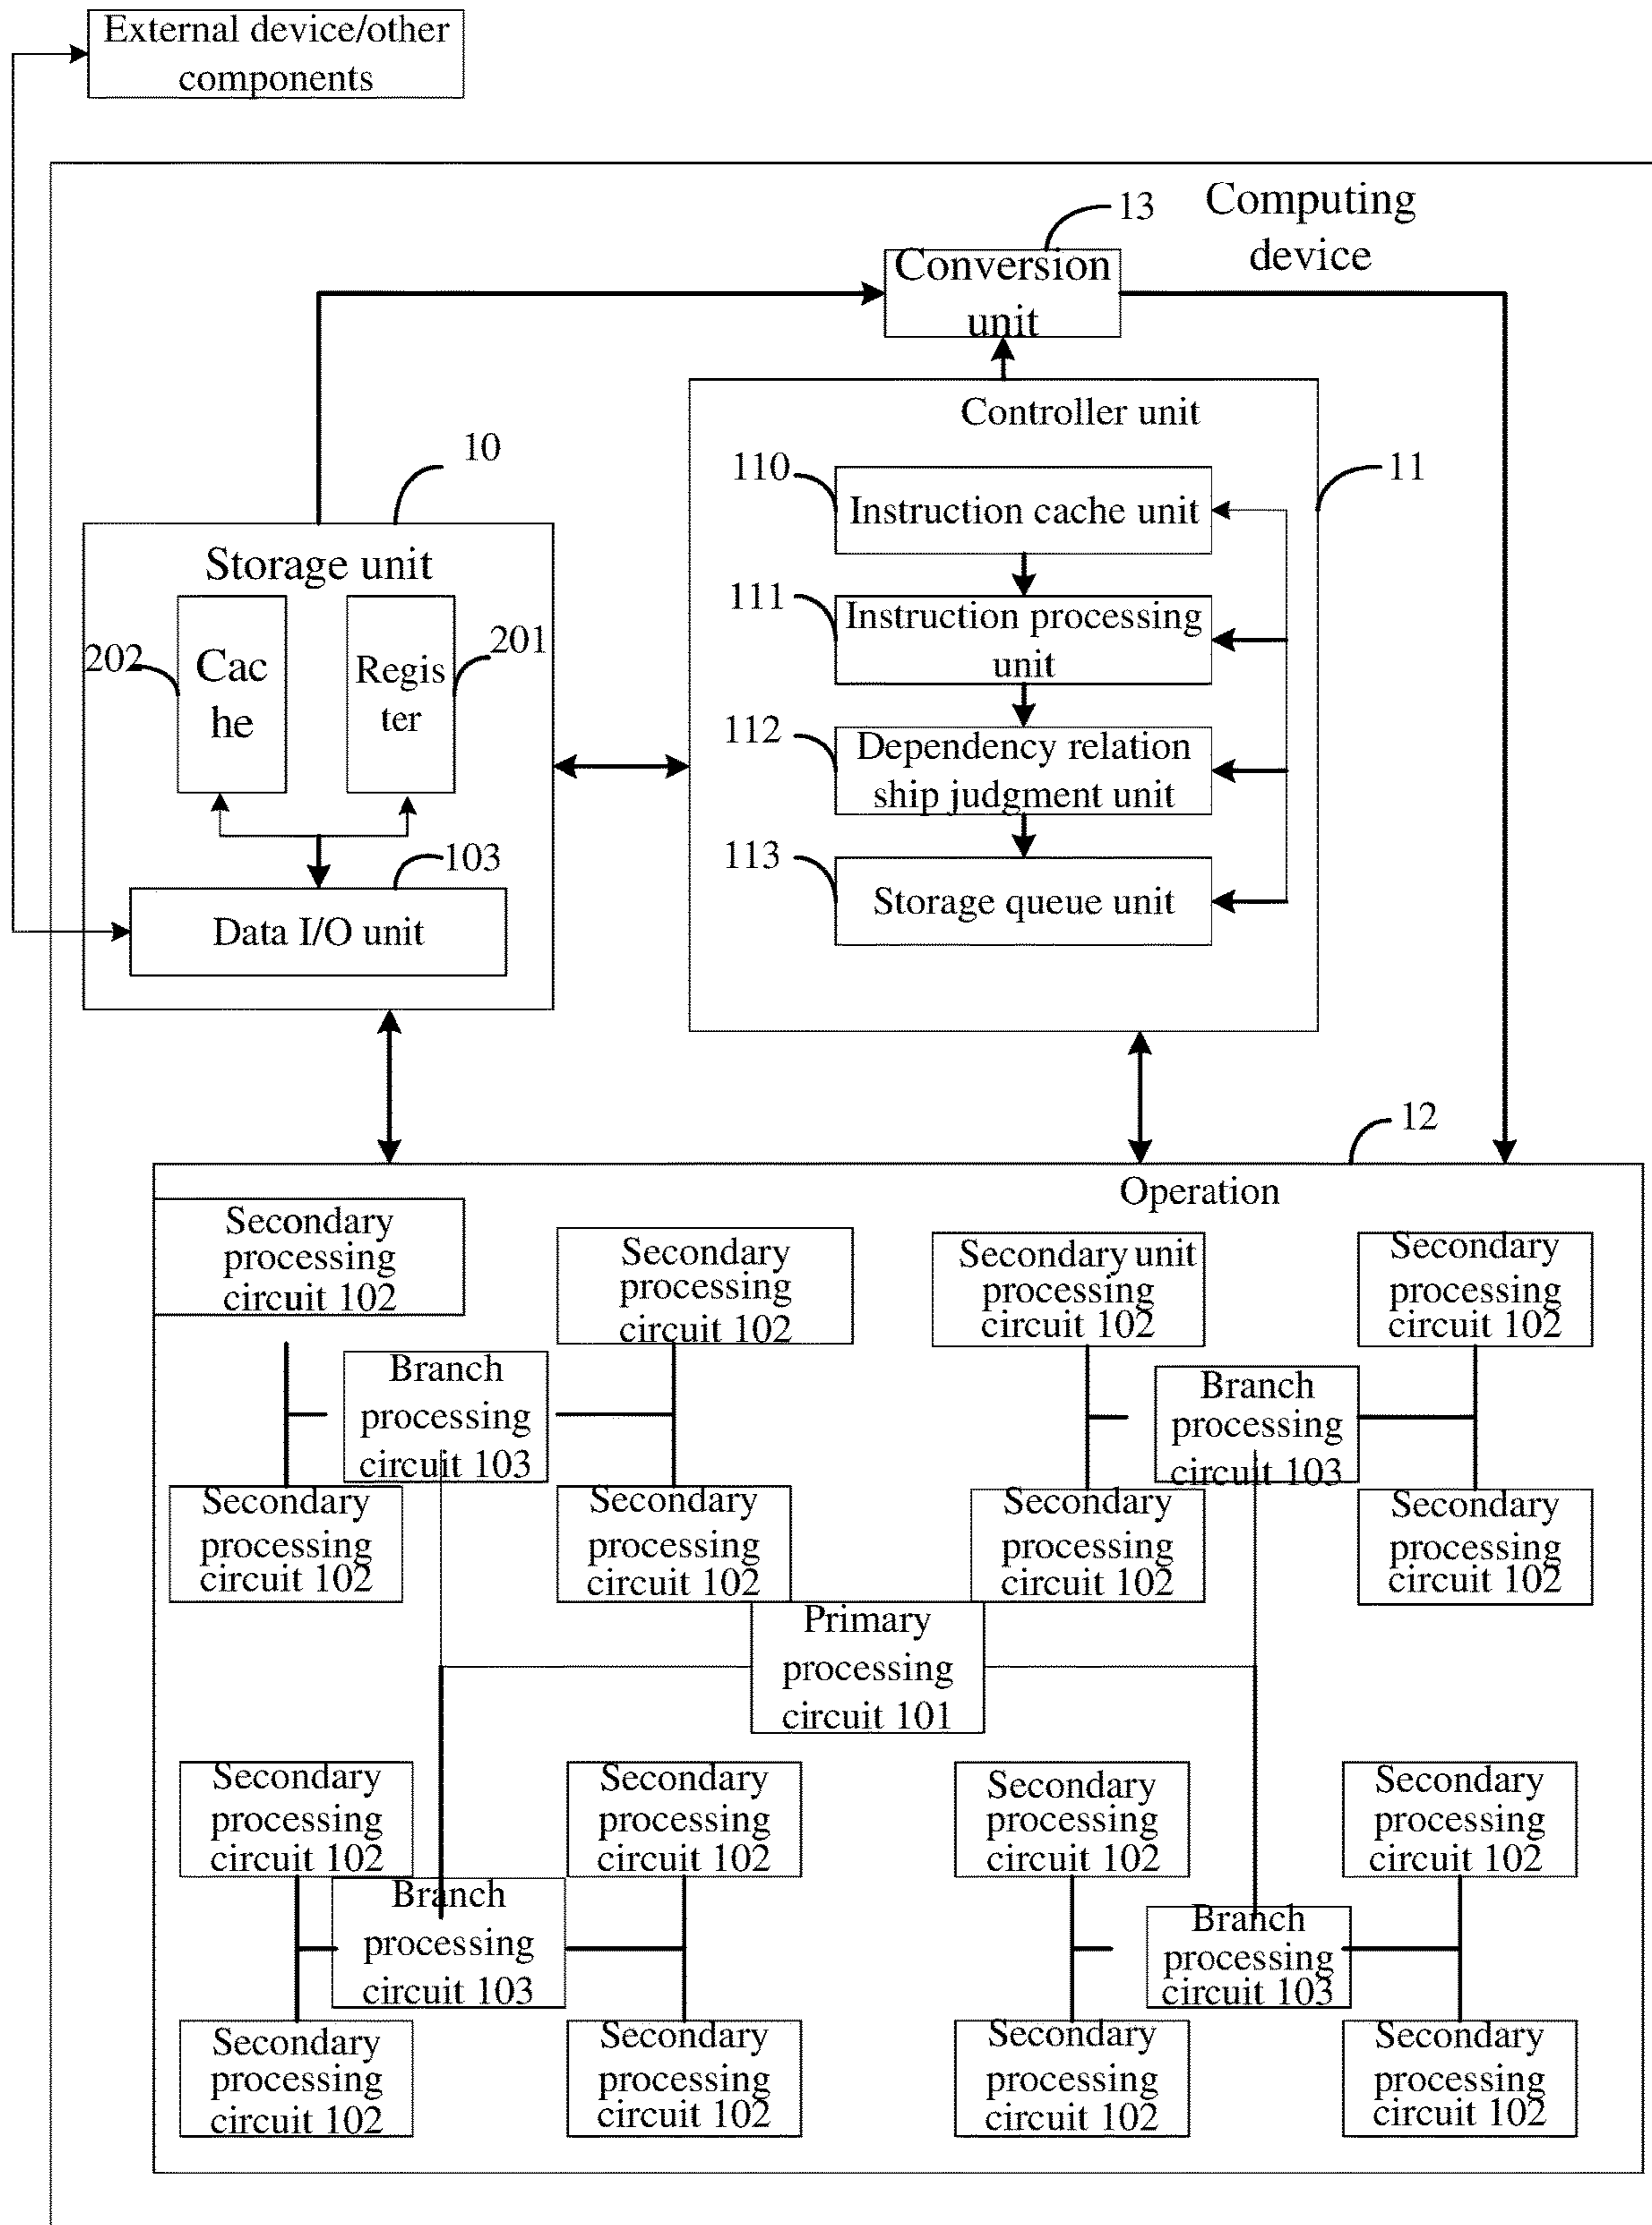 External device/other
components
13
Computing
device
Conversion
unit
Controller unit
10
110
11
Instruction cache unit
Storage unit
111
Instruction processing
unit
202
Cac
he
Regis
ter
201
112
Dependency relation
ship judgment unit
103
113
Storage queue unit
Data I/O unit
12
Operation
Secondary
processing
circuit 102
Secondary
processing
circuit 102
Secondary unit
processing
circuit 102
Secondary
processing
circuit 102
Branch
processing
circuit 103
Branch
processing
circuit 103
Secondary
processing
circuit 102
Secondary
processing
circuit 102
Secondary
processing
circuit 102
Secondary
processing
circuit 102
Primary
processing
circuit 101
Secondary
processing
circuit 102
Secondary
processing
circuit 102
Secondary
processing
circuit 102
Secondary
processing
circuit 102
Branch
processing
circuit 103
Branch
processing
circuit 103
Secondary
processing
circuit 102
Secondary
processing
circuit 102
Secondary
processing
circuit 102
Secondary
processing
circuit 102